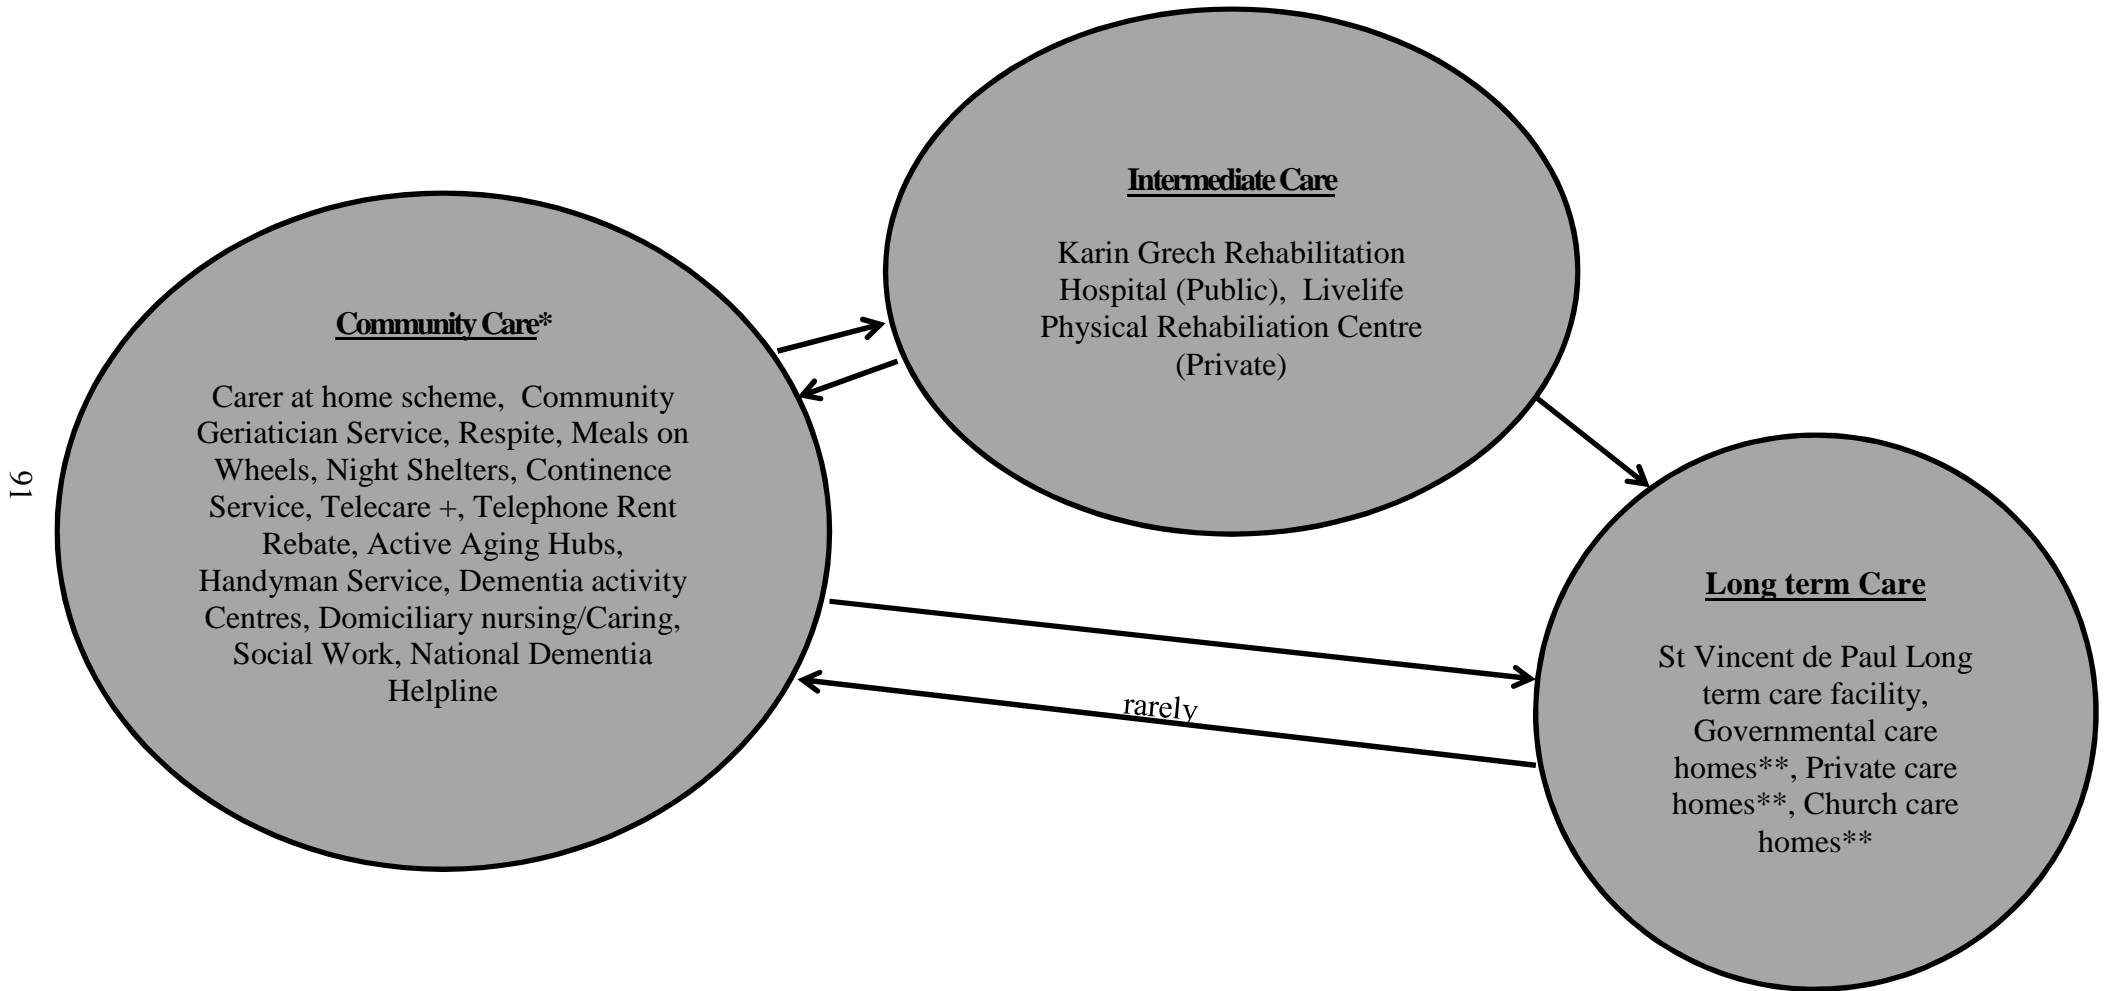 Intermediate Care
Karin Grech Rehabilitation
Hospital (Public),  Livelife
Physical Rehabiliation Centre
(Private)
Community Care*
Carer at home scheme,  Community
Geriatician Service, Respite, Meals on
Wheels, Night Shelters, Continence
Service, Telecare +, Telephone Rent
Rebate, Active Aging Hubs,
Handyman Service, Dementia activity
Centres, Domiciliary nursing/Caring,
Social Work, National Dementia
Helpline
Long term Care
St Vincent de Paul Long
term care facility,
Governmental care
homes**, Private care
homes**, Church care
homes**
rarely
91